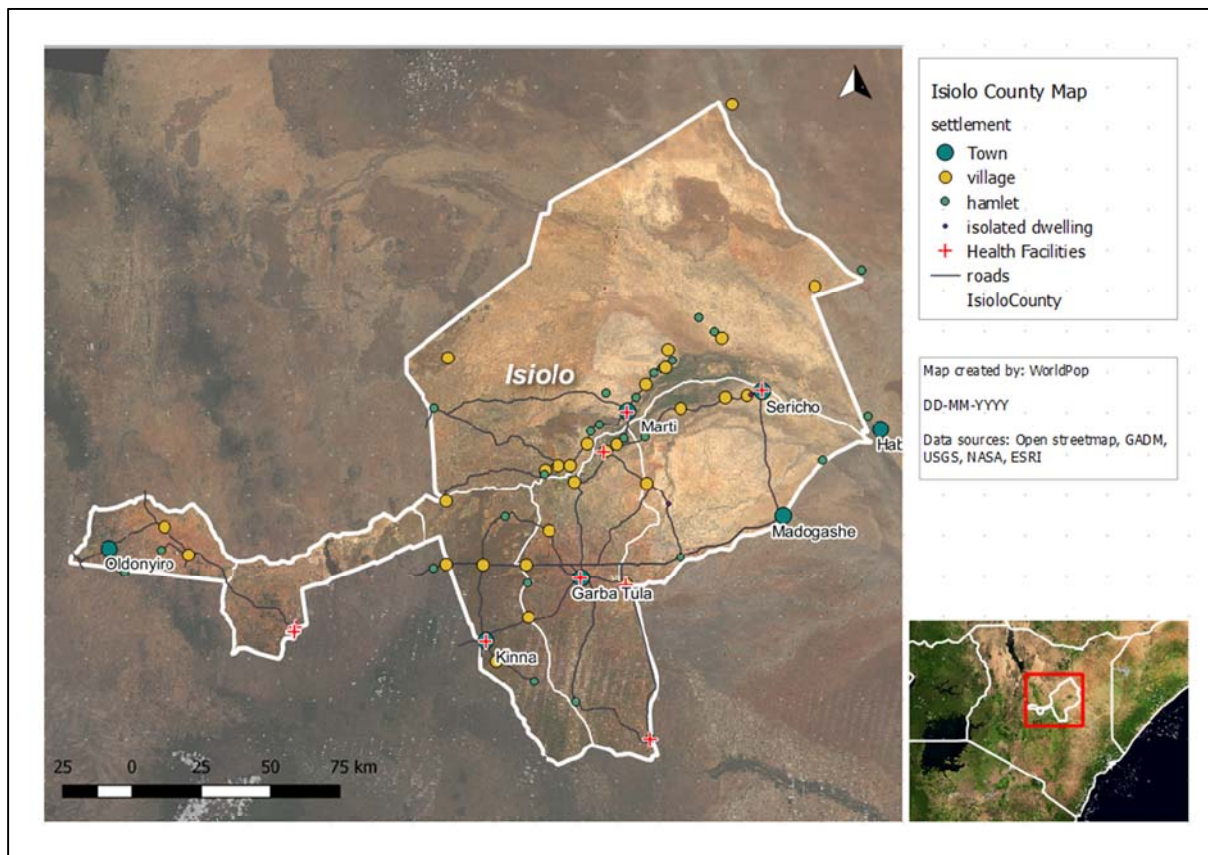 Isiolo County Map
settlement
Town
village
hamlet
isolated dwelling
Health Facilities
roads
IsioloCounty
Map created by: WorldPop
DD-MM-YYYY
Data sources: Open streetmap, GADM,
USGS, NASA, ESRI
Isiolo
Sericho
Marti
Hab
Madogashe
Oldonyiro
Garba Tula
Kinna
25 0 25 50 75 km